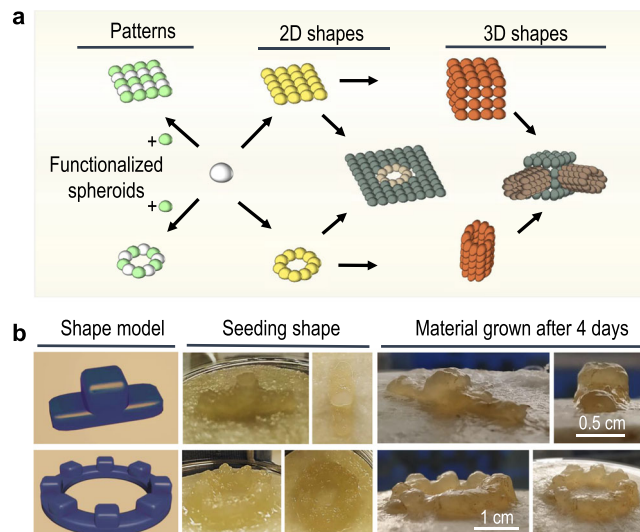 a
Patterns
2D shapes
3D shapes
+
Functionalized
spheroids
+
b
Shape model
Seeding shape
Material grown after 4 days
0.5 cm
1 cm